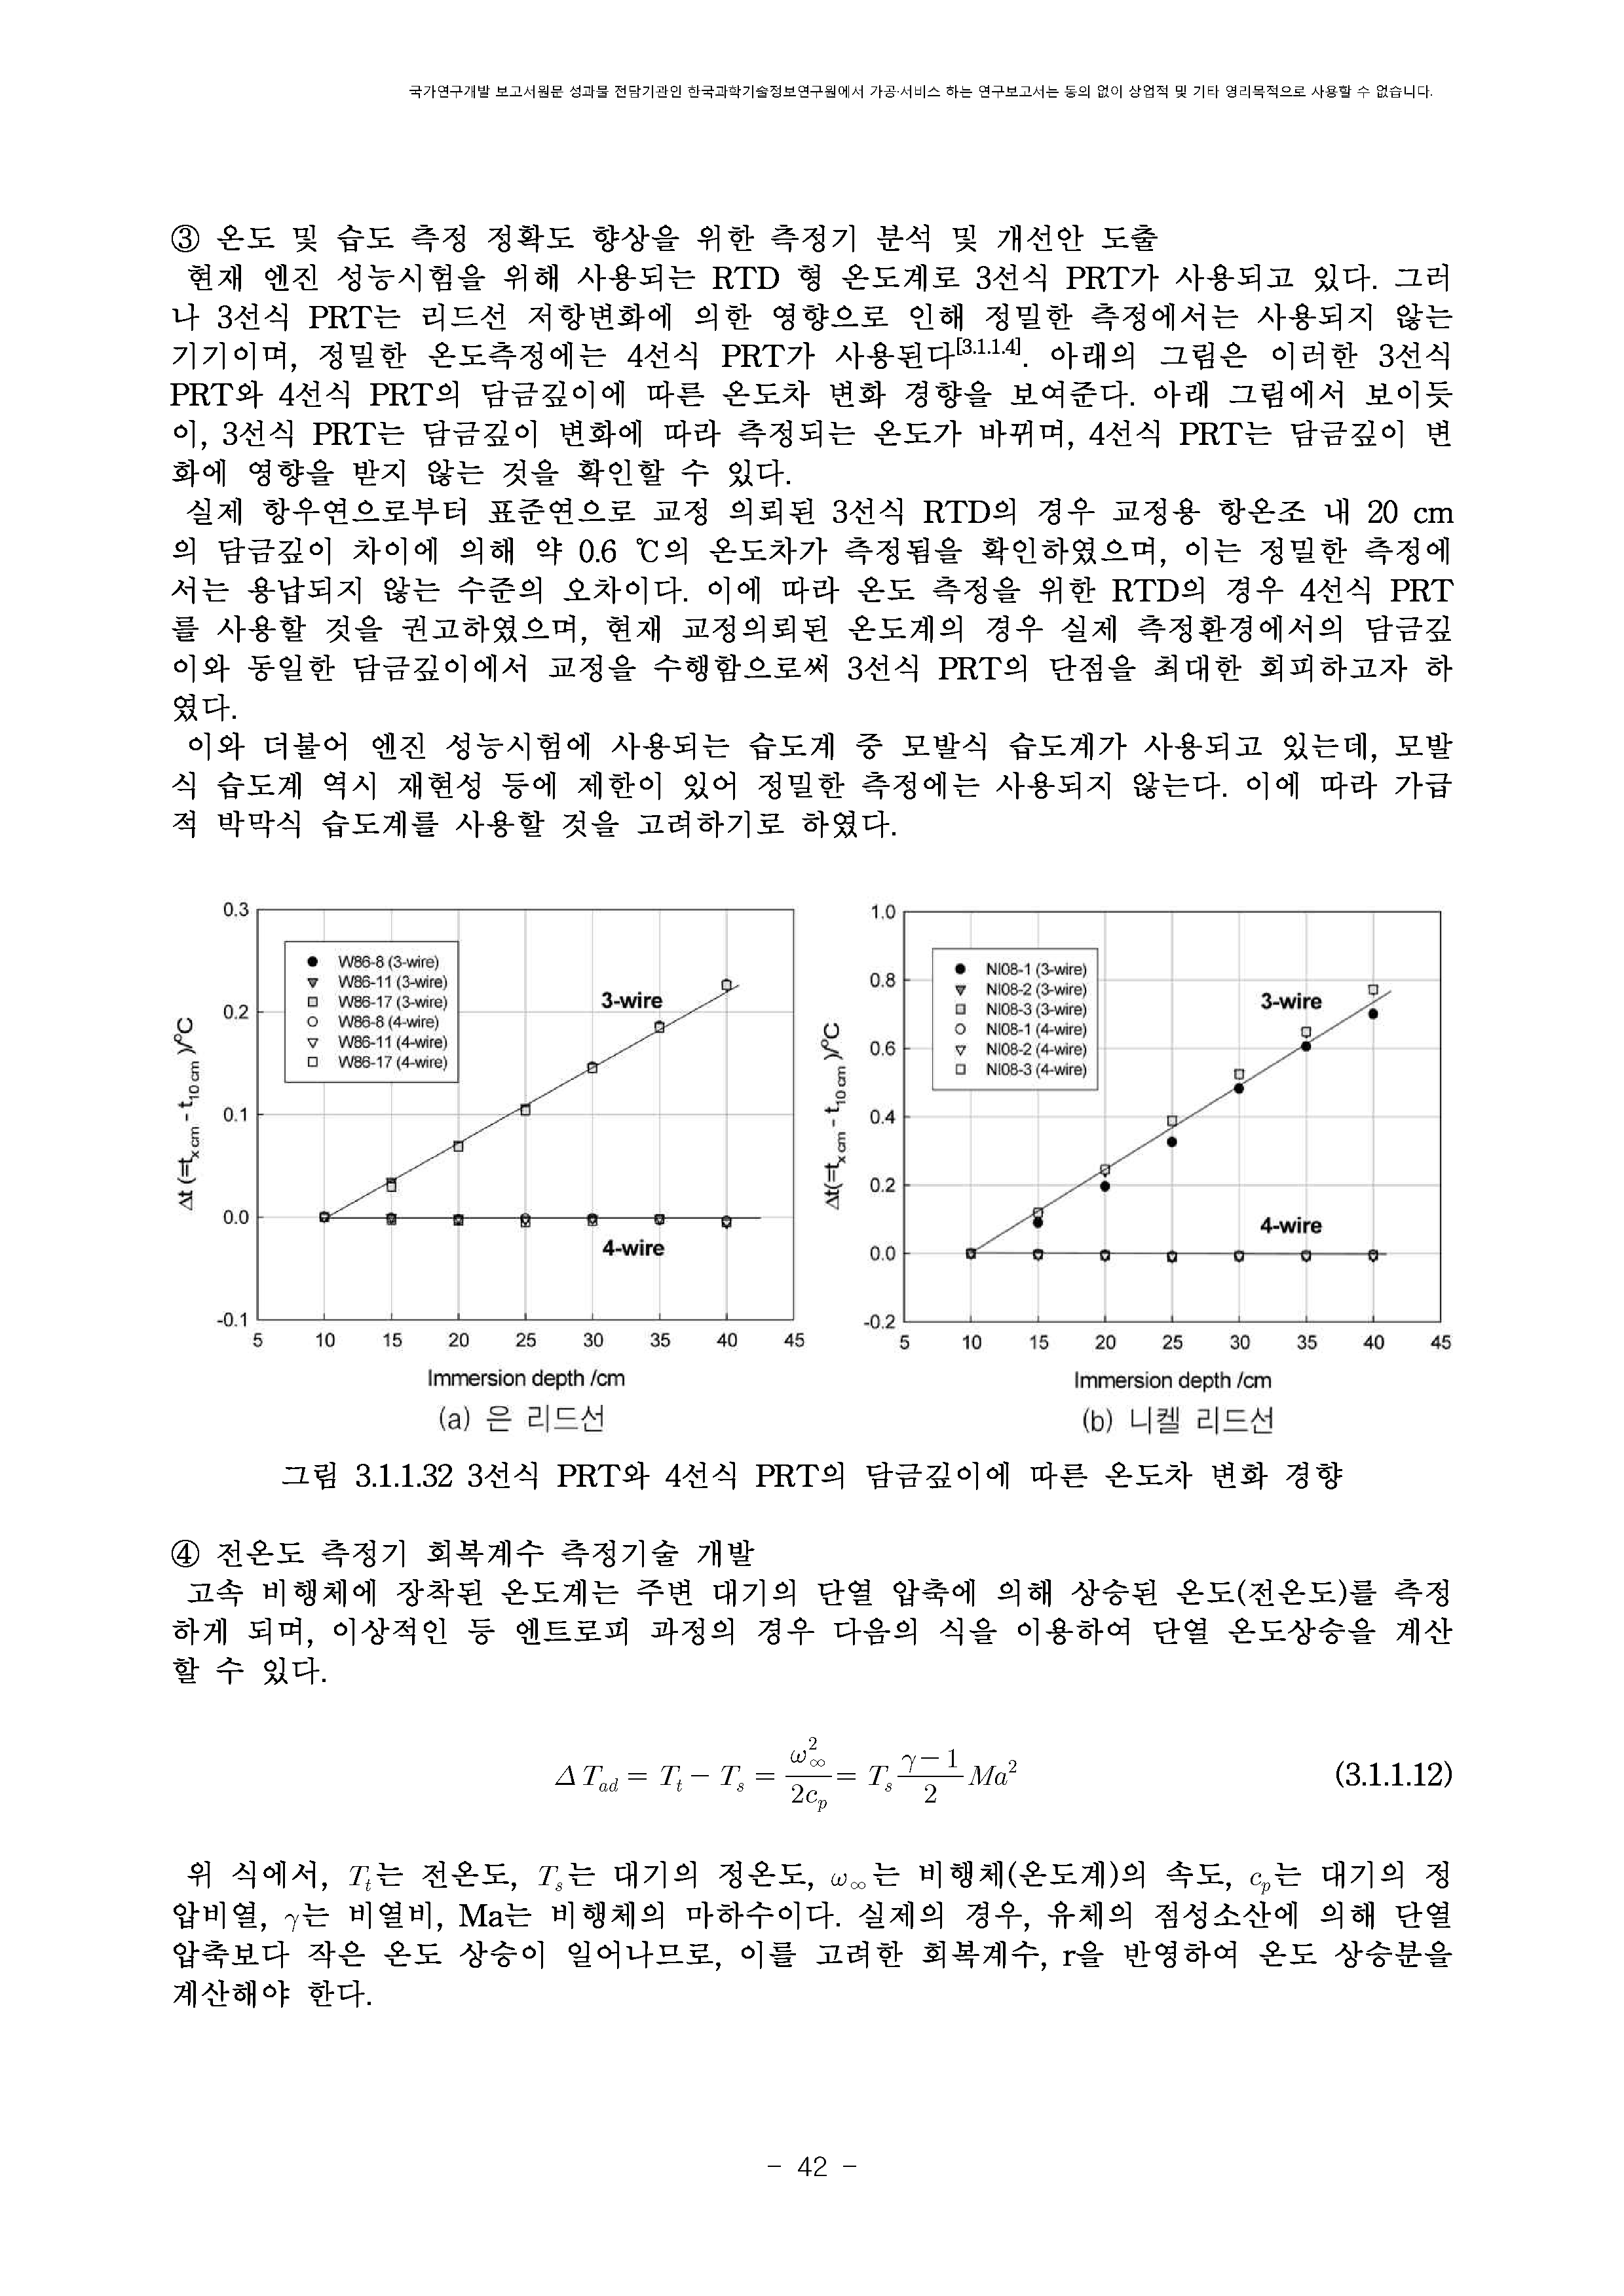 국가연구개발 보고서원문 성과물 전담기관인 한국과학기술정보연구원에서 가공·서비스 하는 연구보고서는 동의 없이 상업적 및 기타 영리목적으로 사용할 수 없습니다.
③ 온도 및 습도 측정 정확도 향상을 위한 측정기 분석 및 개선안 도출
현재 엔진 성능시험을 위해 사용되는 RTD 형 온도계로 3선식 PRT가 사용되고 있다. 그러
나 3선식 PRT는 리드선 저항변화에 의한 영향으로 인해 정밀한 측정에서는 사용되지 않는
기기이며, 정밀한 온도측정에는 4선식 PRT가 사용된다[3.1.1.4]. 아래의 그림은 이러한 3선식
PRT와 4선식 PRT의 담금깊이에 따른 온도차 변화 경향을 보여준다. 아래 그림에서 보이듯
이, 3선식 PRT는 담금깊이 변화에 따라 측정되는 온도가 바뀌며, 4선식 PRT는 담금깊이 변
화에 영향을 받지 않는 것을 확인할 수 있다.
실제 항우연으로부터 표준연으로 교정 의뢰된 3선식 RTD의 경우 교정용 항온조 내 20 cm
의 담금깊이 차이에 의해 약 0.6 ℃의 온도차가 측정됨을 확인하였으며, 이는 정밀한 측정에
서는 용납되지 않는 수준의 오차이다. 이에 따라 온도 측정을 위한 RTD의 경우 4선식 PRT
를 사용할 것을 권고하였으며, 현재 교정의뢰된 온도계의 경우 실제 측정환경에서의 담금깊
이와 동일한 담금깊이에서 교정을 수행함으로써 3선식 PRT의 단점을 최대한 회피하고자 하
였다.
이와 더불어 엔진 성능시험에 사용되는 습도계 중 모발식 습도계가 사용되고 있는데, 모발
식 습도계 역시 재현성 등에 제한이 있어 정밀한 측정에는 사용되지 않는다. 이에 따라 가급
적 박막식 습도계를 사용할 것을 고려하기로 하였다.
0.3
0.2
0.1
0.0
-0.1
Δt (=t x cm - t 10 cm )/°C
W86-8 (3-wire)
W86-11 (3-wire)
W86-17 (3-wire)
W86-8 (4-wire)
W86-11 (4-wire)
W86-17 (4-wire)
3-wire
4-wire
5 10 15 20 25 30 35 40 45
Immersion depth /cm
(a) 은 리드선
1.0
0.8
0.6
0.4
0.2
0.0
-0.2
Δt(=t x cm - t 10 cm )/°C
NI08-1 (3-wire)
NI08-2 (3-wire)
NI08-3 (3-wire)
NI08-1 (4-wire)
NI08-2 (4-wire)
NI08-3 (4-wire)
3-wire
4-wire
5 10 15 20 25 30 35 40 45
Immersion depth /cm
(b) 니켈 리드선
그림 3.1.1.32 3선식 PRT와 4선식 PRT의 담금깊이에 따른 온도차 변화 경향
④ 전온도 측정기 회복계수 측정기술 개발
고속 비행체에 장착된 온도계는 주변 대기의 단열 압축에 의해 상승된 온도(전온도)를 측정
하게 되며, 이상적인 등 엔트로피 과정의 경우 다음의 식을 이용하여 단열 온도상승을 계산
할 수 있다.
Δ T_ad = T_t − T_s = ω_∞^2 / 2c_p = T_s (γ−1)/2 Ma^2 (3.1.1.12)
위 식에서, T_t는 전온도, T_s는 대기의 정온도, ω_∞는 비행체(온도계)의 속도, c_p는 대기의 정
압비열, γ는 비열비, Ma는 비행체의 마하수이다. 실제의 경우, 유체의 점성소산에 의해 단열
압축보다 작은 온도 상승이 일어나므로, 이를 고려한 회복계수, r을 반영하여 온도 상승분을
계산해야 한다.
- 42 -